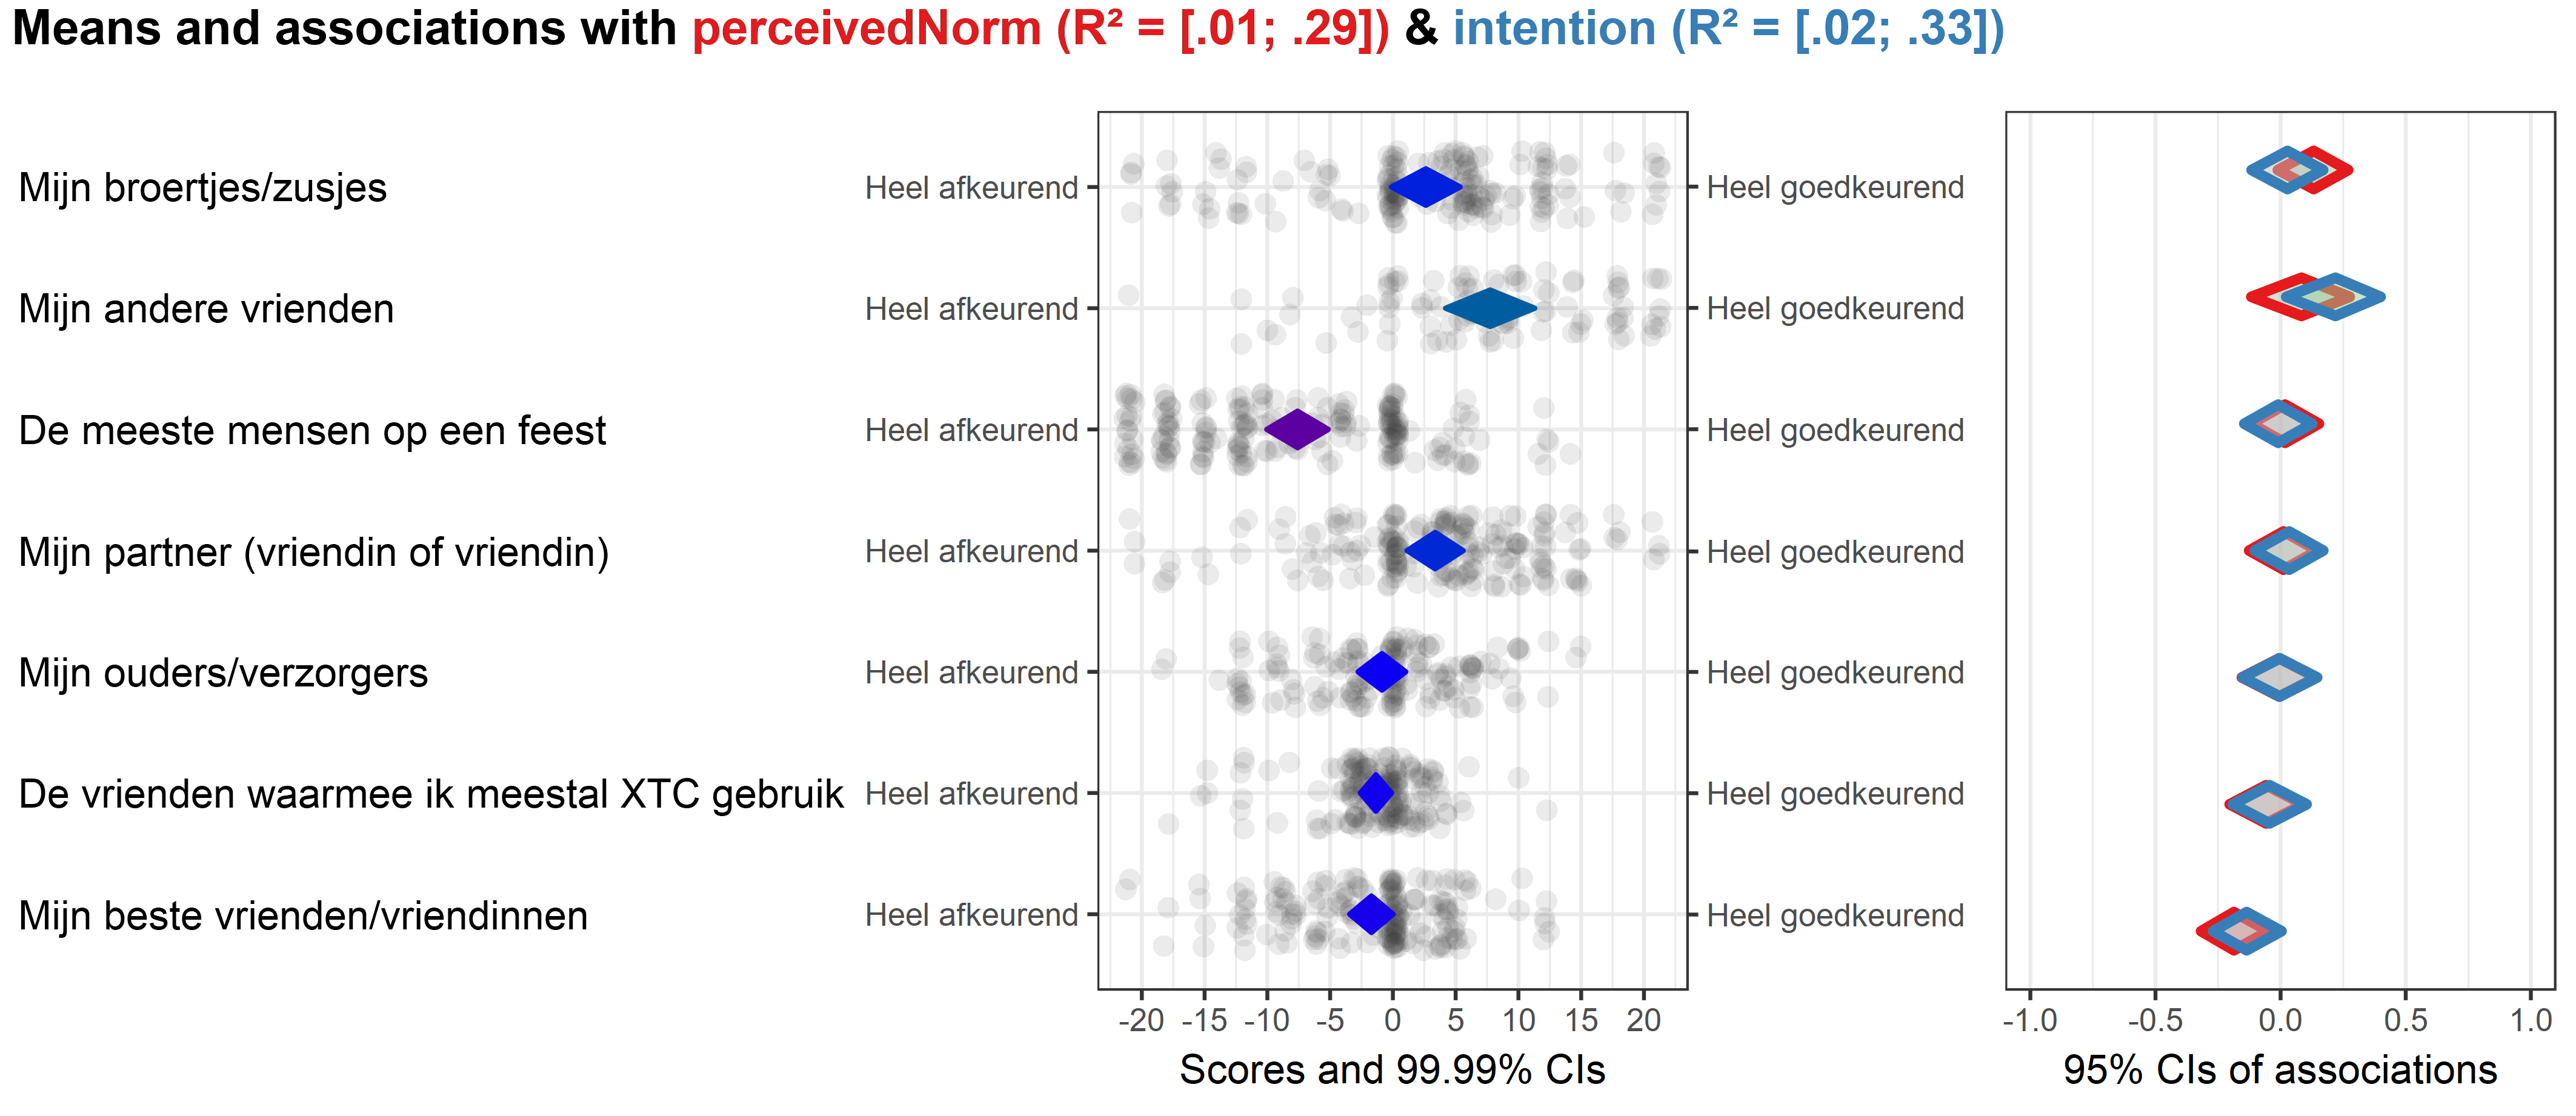 Means and associations with perceivedNorm (R² = [.01; .29]) & intention (R² = [.02; .33])
Mijn broertjes/zusjes Heel afkeurend Heel goedkeurend
Mijn andere vrienden Heel afkeurend Heel goedkeurend
De meeste mensen op een feest Heel afkeurend Heel goedkeurend
Mijn partner (vriendin of vriendin) Heel afkeurend Heel goedkeurend
Mijn ouders/verzorgers Heel afkeurend Heel goedkeurend
De vrienden waarmee ik meestal XTC gebruik Heel afkeurend Heel goedkeurend
Mijn beste vrienden/vriendinnen Heel afkeurend Heel goedkeurend
-20 -15 -10 -5 0 5 10 15 20 -1.0 -0.5 0.0 0.5 1.0
Scores and 99.99% CIs 95% CIs of associations